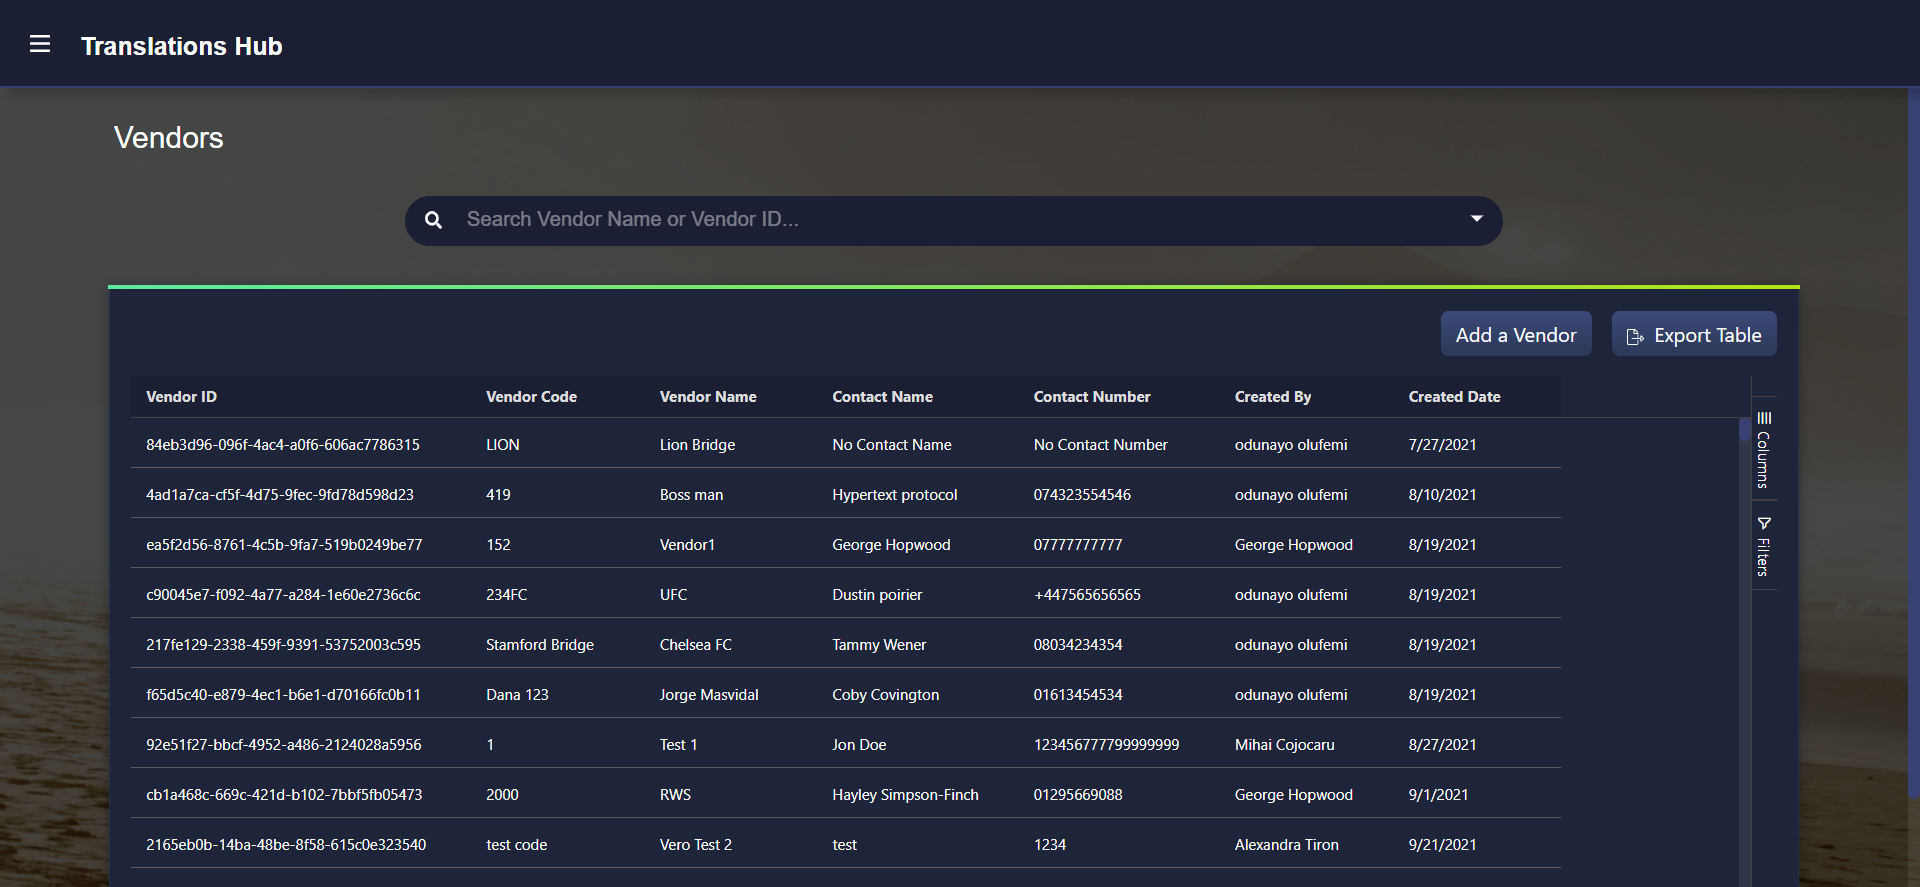 Translations Hub
Vendors
Search Vendor Name or Vendor ID...
Add a Vendor
Export Table
Vendor ID Vendor Code Vendor Name Contact Name Contact Number Created By Created Date
84eb3d96-096f-4ac4-a0f6-606ac7786315 LION Lion Bridge No Contact Name No Contact Number odunayo olufemi 7/27/2021
4ad1a7ca-cf5f-4d75-9fec-9fd78d598d23 419 Boss man Hypertext protocol 074323554546 odunayo olufemi 8/10/2021
ea5f2d56-8761-4c5b-9fa7-519b0249be77 152 Vendor1 George Hopwood 07777777777 George Hopwood 8/19/2021
c90045e7-f092-4a77-a284-1e60e2736c6c 234FC UFC Dustin poirier +447565656565 odunayo olufemi 8/19/2021
217fe129-2338-459f-9391-53752003c595 Stamford Bridge Chelsea FC Tammy Wener 08034234354 odunayo olufemi 8/19/2021
f65d5c40-e879-4ec1-b6e1-d70166fc0b11 Dana 123 Jorge Masvidal Coby Covington 01613454534 odunayo olufemi 8/19/2021
92e51f27-bbcf-4952-a486-2124028a5956 1 Test 1 Jon Doe 123456777799999999 Mihai Cojocaru 8/27/2021
cb1a468c-669c-421d-b102-7bbf5fb05473 2000 RWS Hayley Simpson-Finch 01295669088 George Hopwood 9/1/2021
2165eb0b-14ba-48be-8f58-615c0e323540 test code Vero Test 2 test 1234 Alexandra Tiron 9/21/2021
Columns
Filters